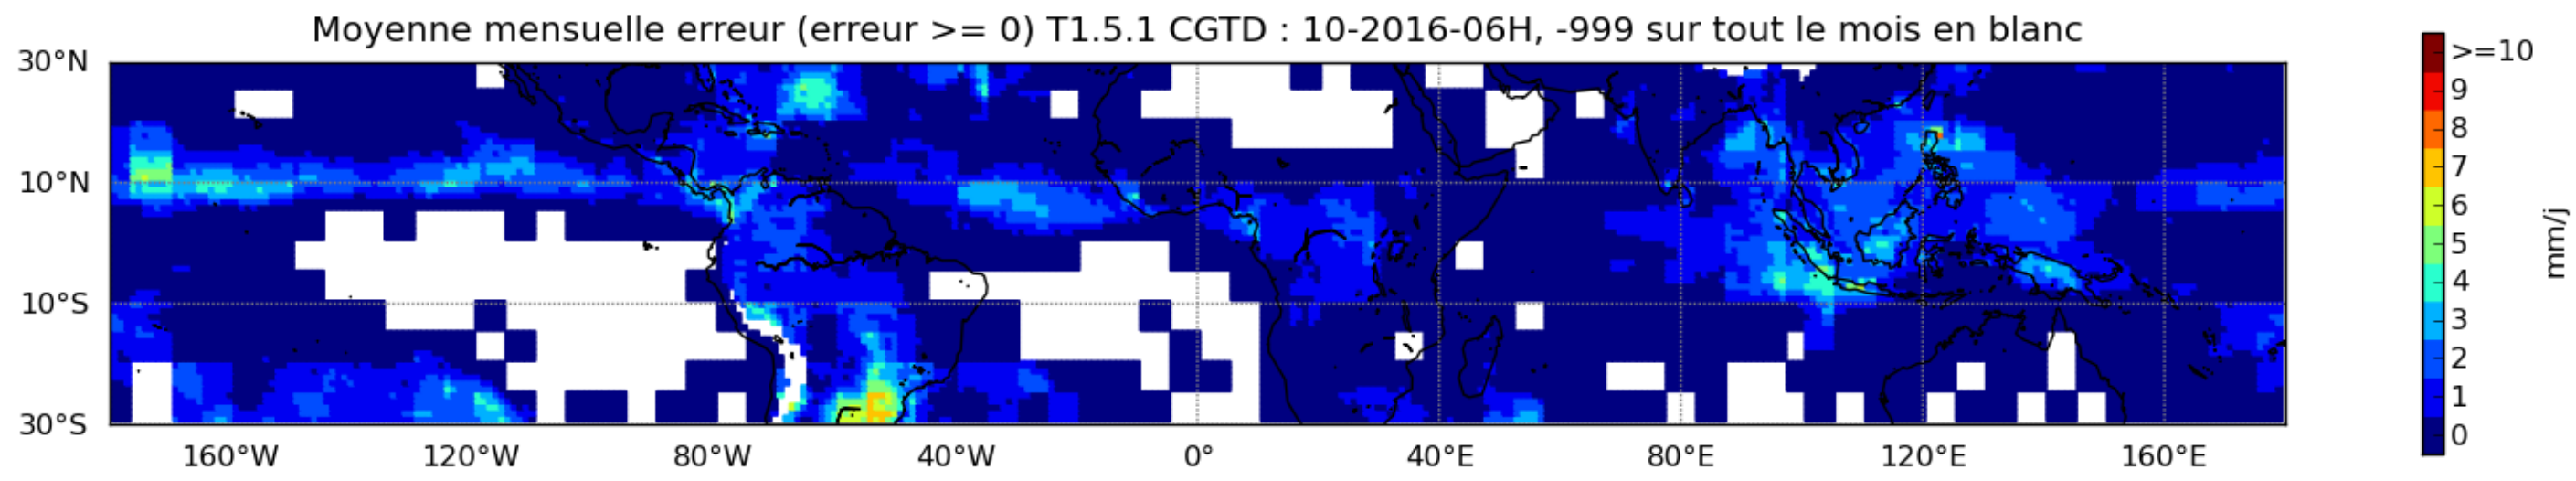 Moyenne mensuelle erreur (erreur >= 0) T1.5.1 CGTD : 10-2016-06H, -999 sur tout le mois en blanc
30°N
10°N
10°S
30°S
160°W 120°W 80°W 40°W 0° 40°E 80°E 120°E 160°E
>=10
9
8
7
6
5
4
3
2
1
0
mm/j